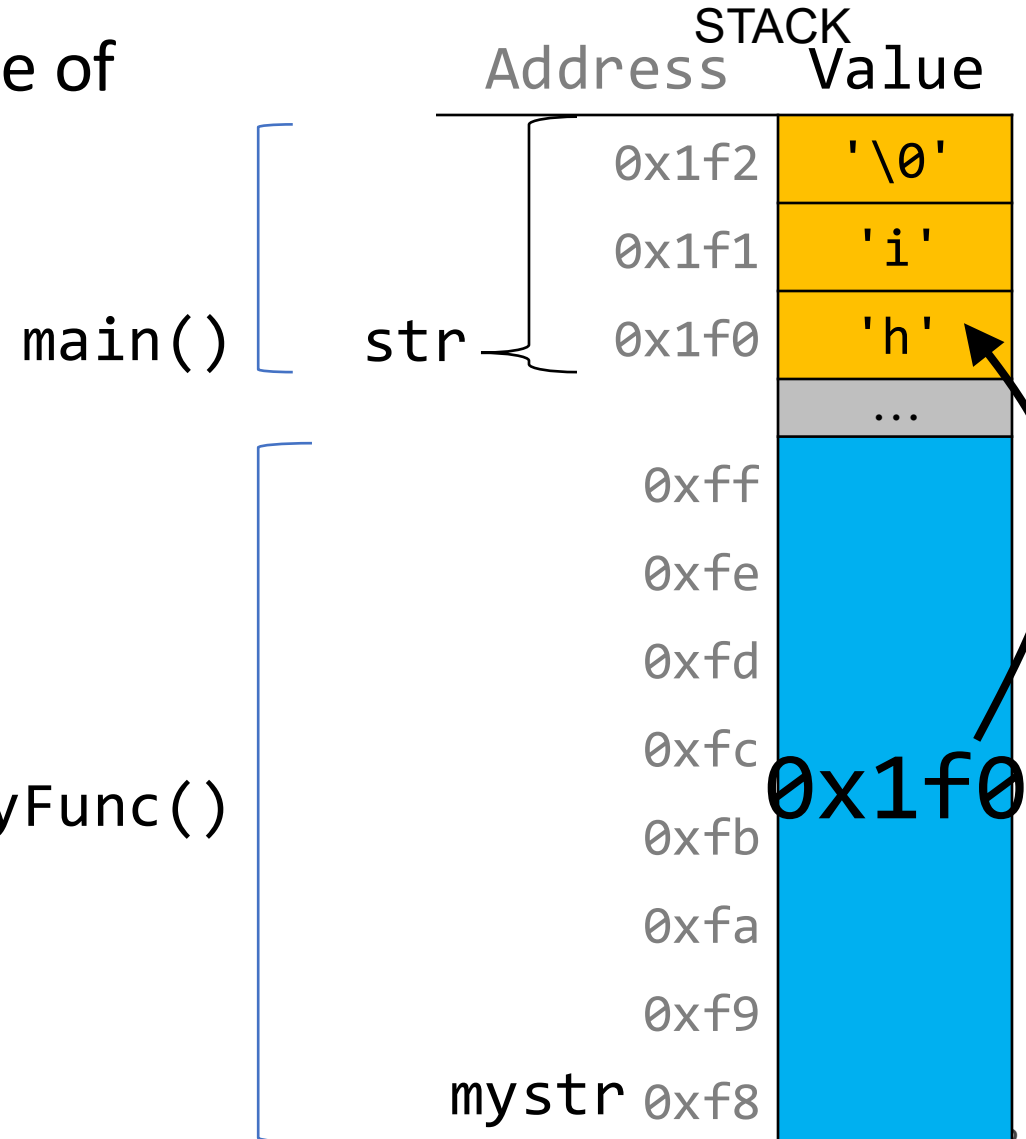 e of
STACK
Address Value
0x1f2 '\0'
0x1f1 'i'
main() str 0x1f0 'h'
...
0xff
0xfe
0xfd
0xfc
0x1f0
yFunc()
0xfb
0xfa
0xf9
mystr 0xf8